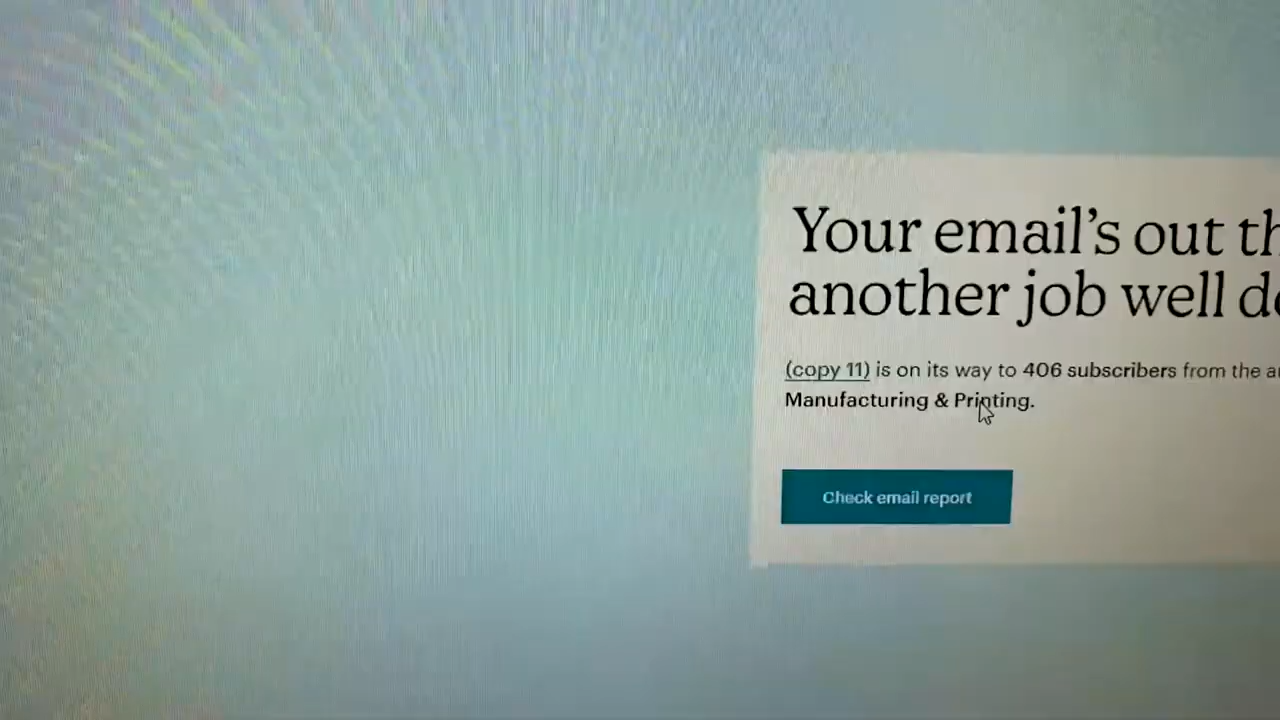 Your email’s out
another job well
(copy 11) is on its way to 406 subscribers from the
Manufacturing & Printing.
Check email report